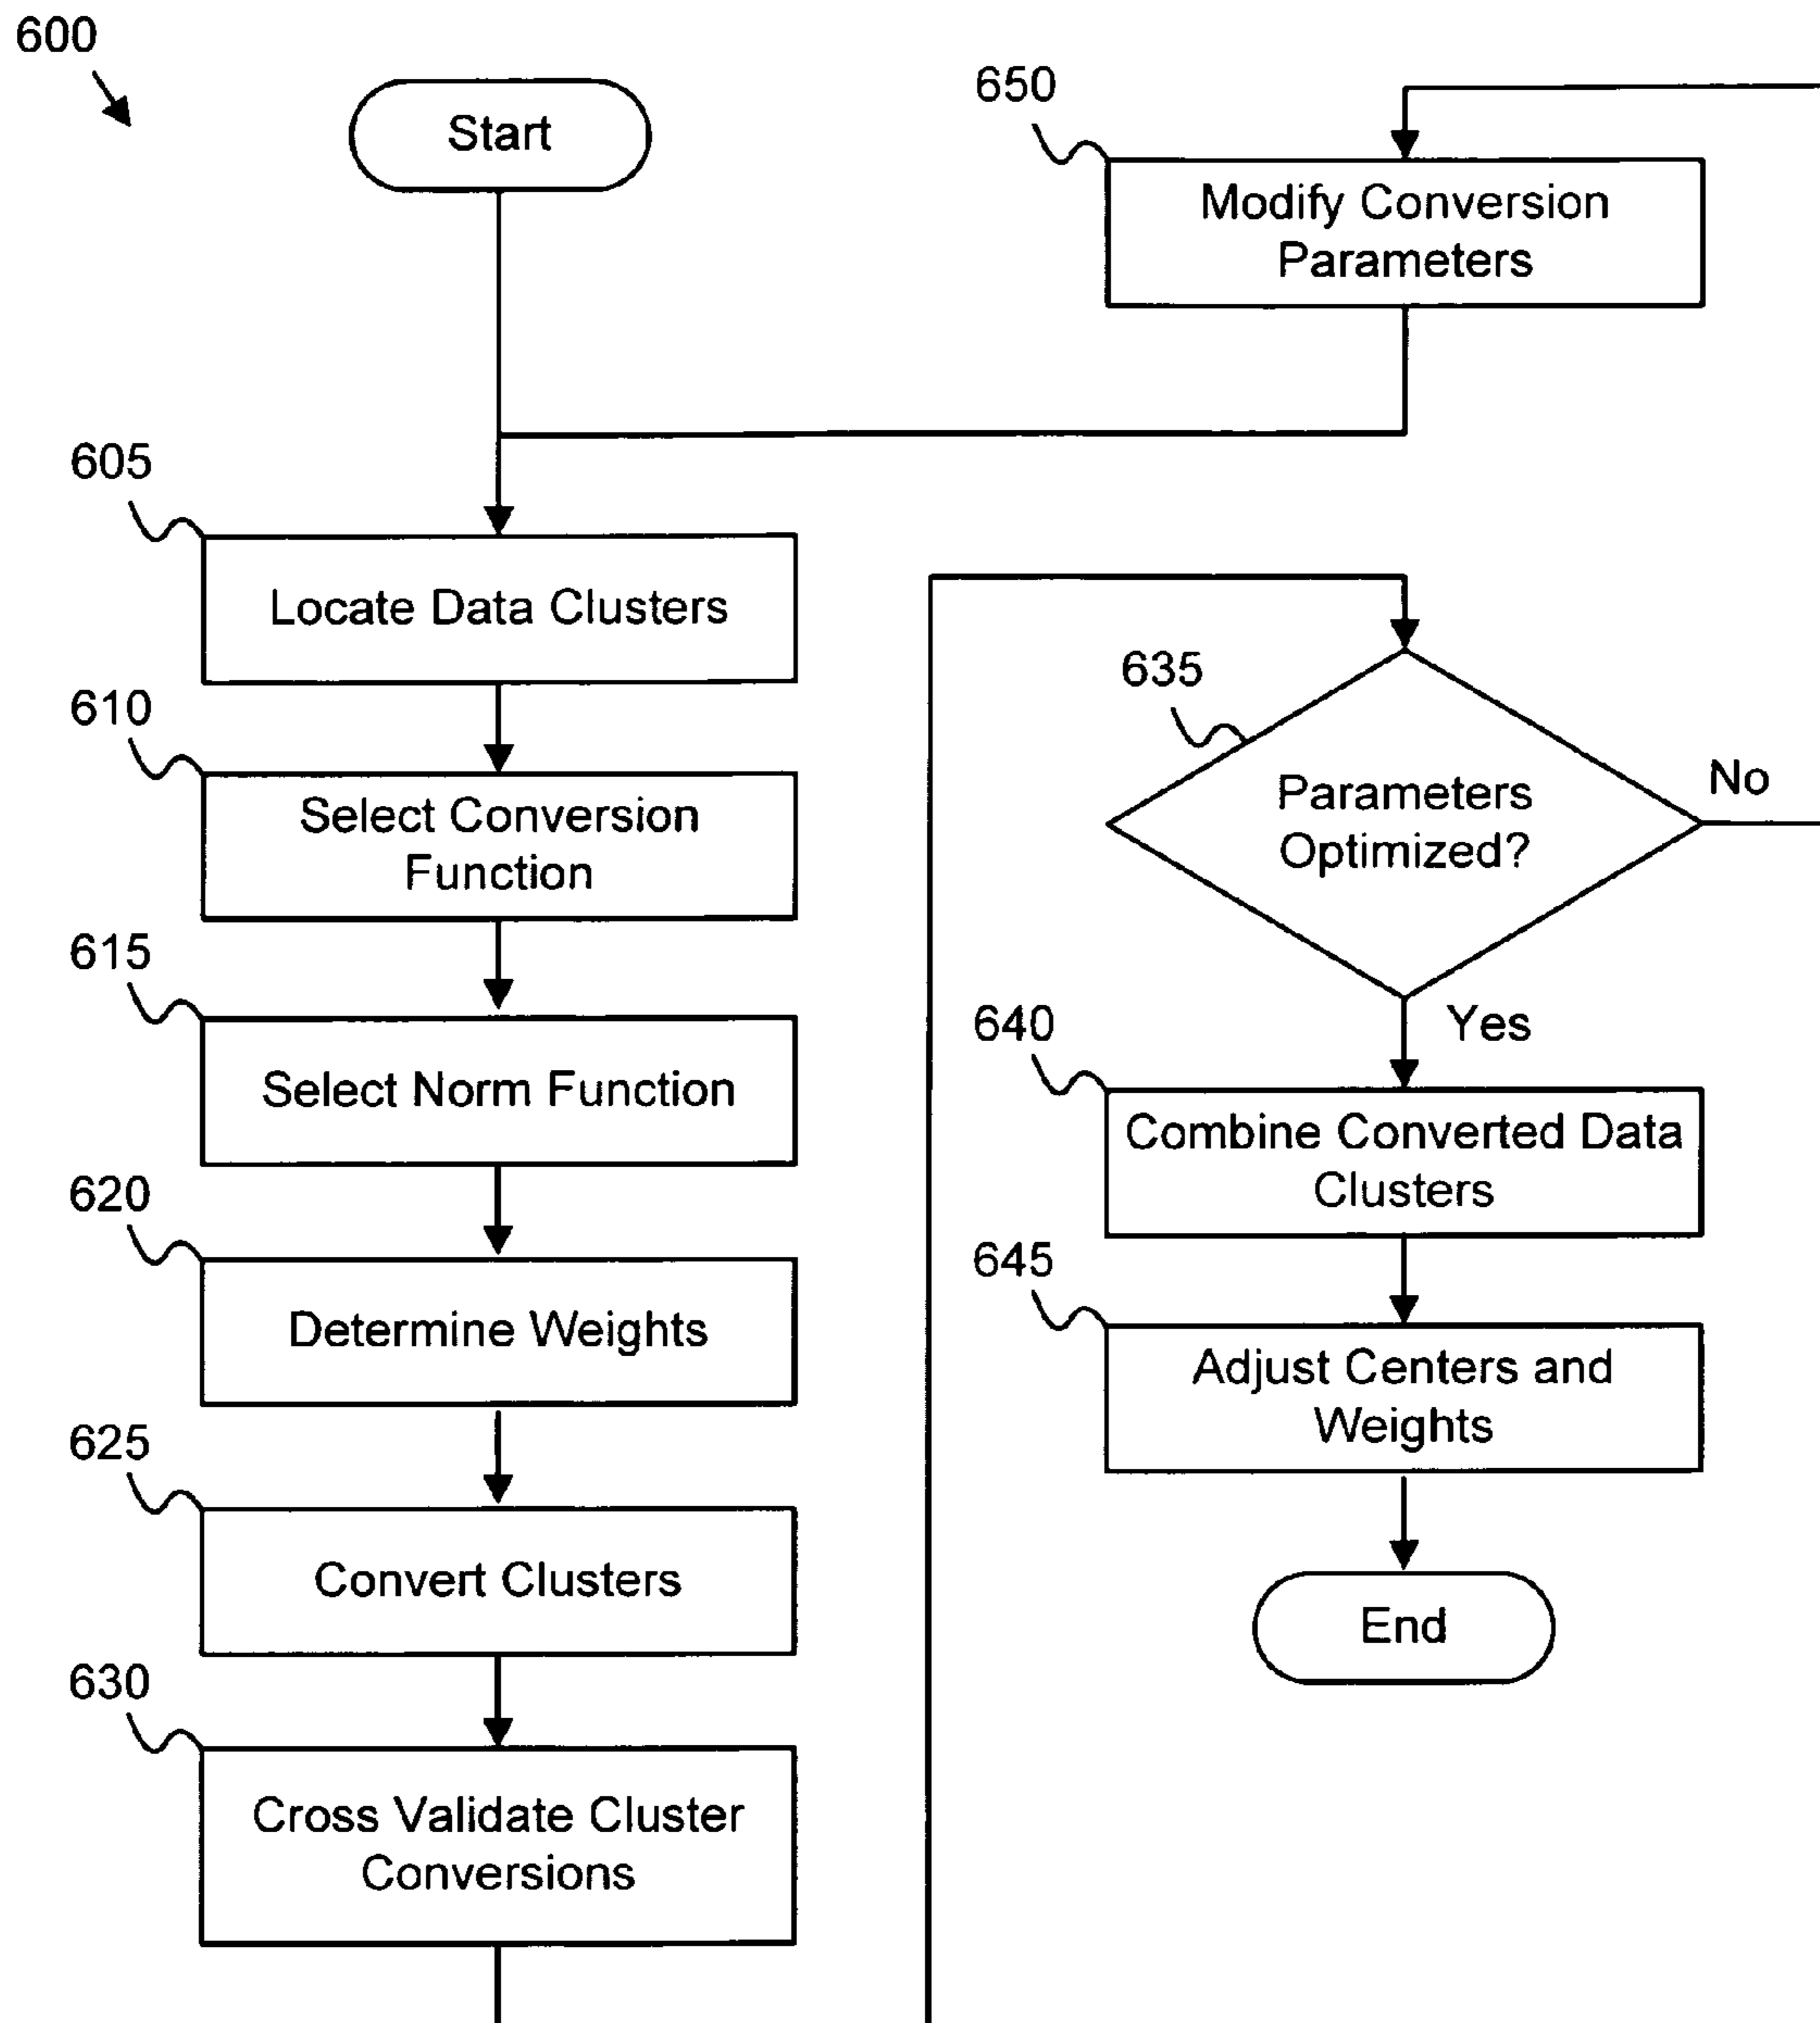 600
Start
605
Locate Data Clusters
610
Select Conversion
Function
615
Select Norm Function
620
Determine Weights
625
Convert Clusters
630
Cross Validate Cluster
Conversions
650
Modify Conversion
Parameters
635
Parameters
Optimized?
No
Yes
640
Combine Converted Data
Clusters
645
Adjust Centers and
Weights
End